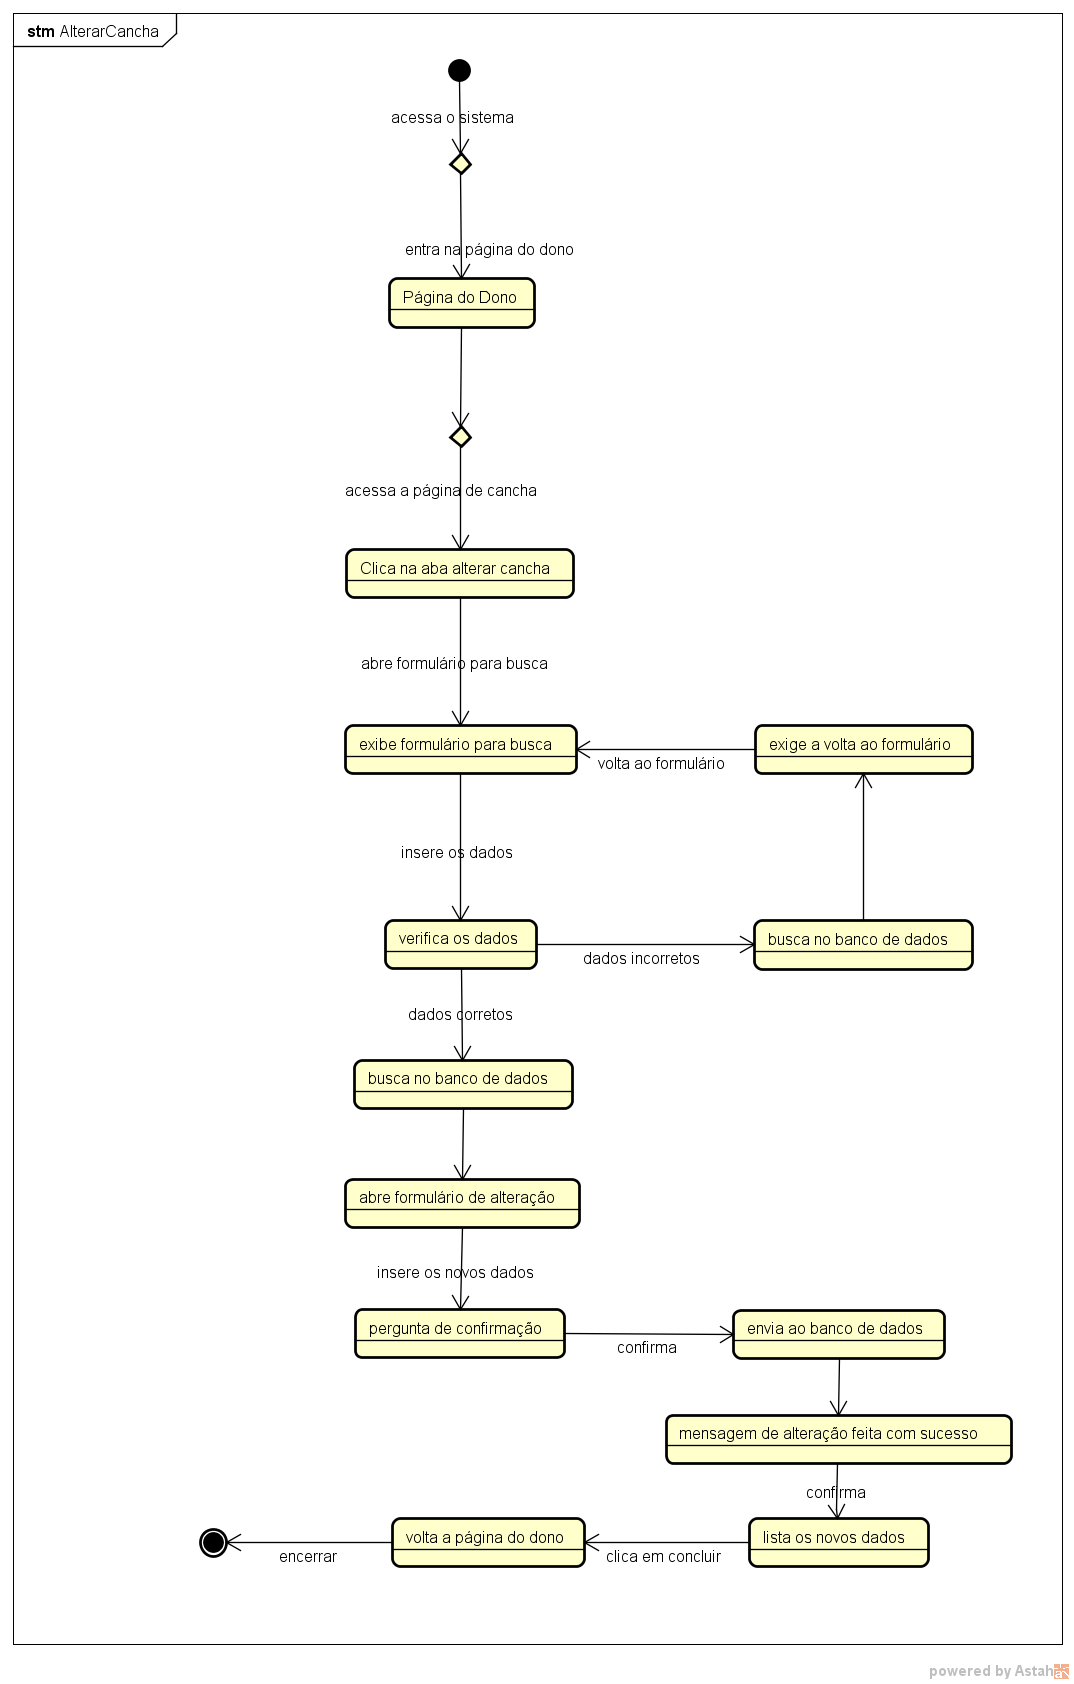 stm AlterarCancha
acessa o sistema
entra na página do dono
Página do Dono
acessa a página de cancha
Clica na aba alterar cancha
abre formulário para busca
exibe formulário para busca
exige a volta ao formulário
volta ao formulário
insere os dados
verifica os dados
busca no banco de dados
dados incorretos
dados corretos
busca no banco de dados
abre formulário de alteração
insere os novos dados
pergunta de confirmação
envia ao banco de dados
confirma
mensagem de alteração feita com sucesso
confirma
volta a página do dono
lista os novos dados
encerrar
clica em concluir
powered by Astah